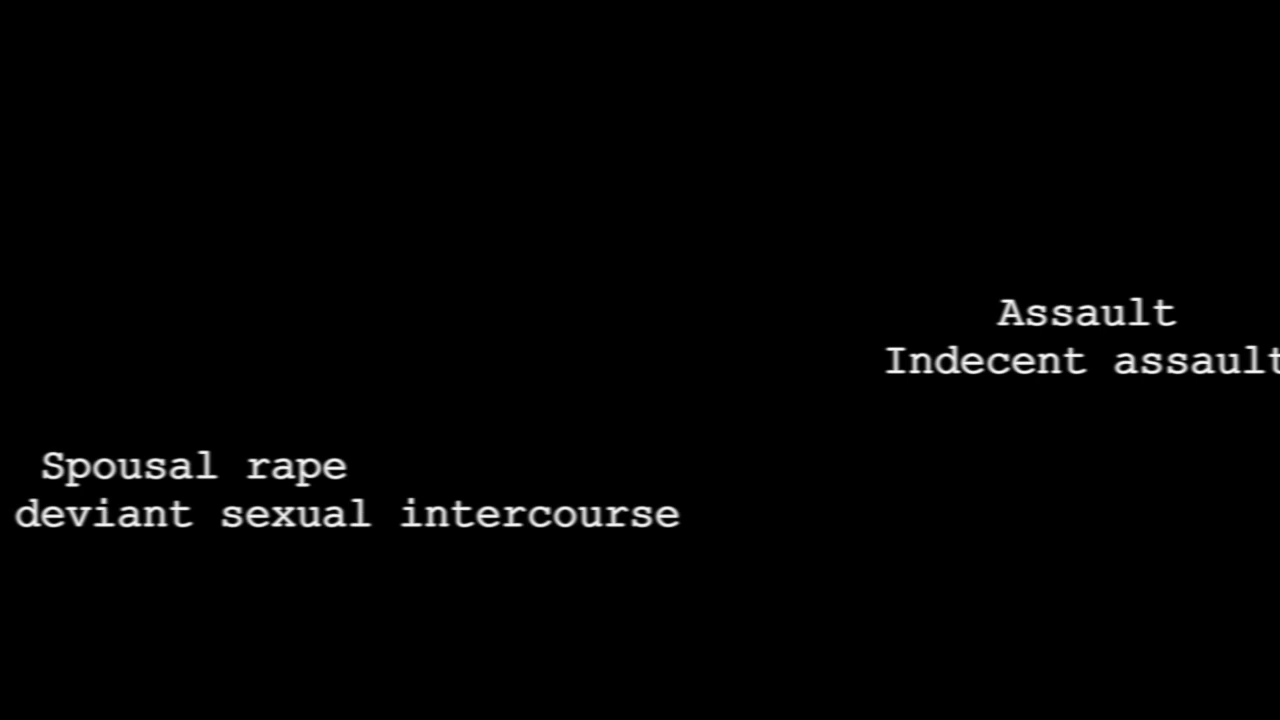 Assault
Indecent assault
Spousal rape
deviant sexual intercourse